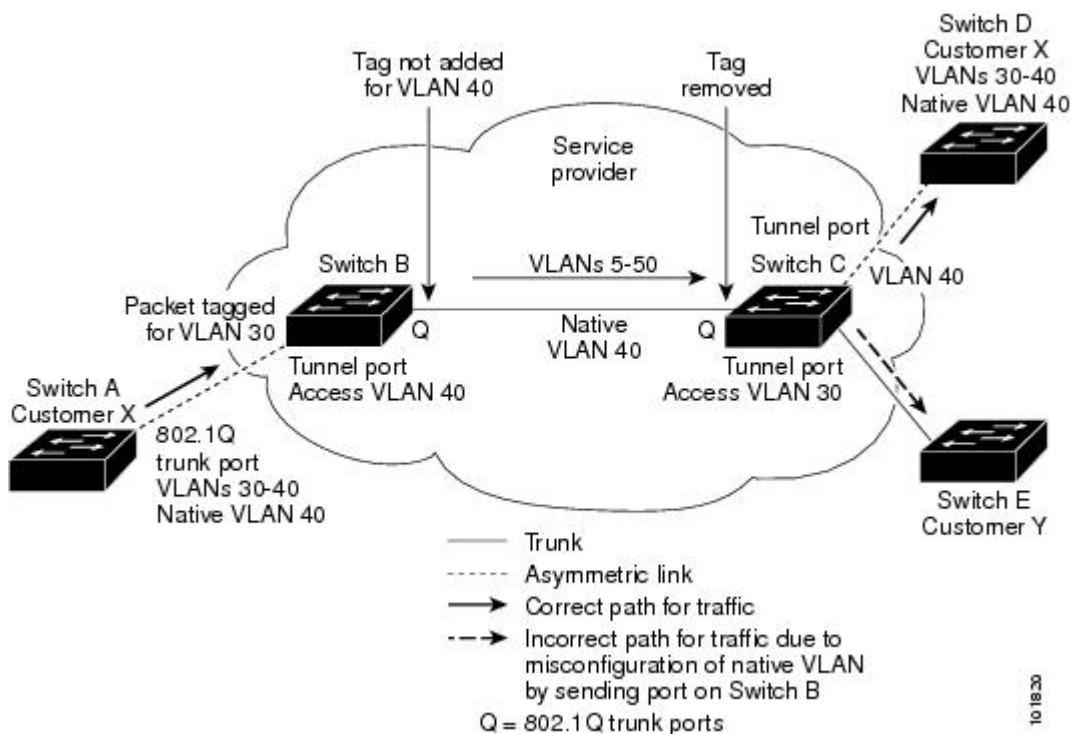 Switch D
Customer X
VLANs 30-40
Native VLAN 40
Tag not added
for VLAN 40
Tag
removed
Service
provider
Tunnel port
Switch B
VLANs 5-50
Switch C
VLAN 40
Packet tagged
for VLAN 30
Q
Native
VLAN 40
Q
Tunnel port
Access VLAN 40
Tunnel port
Access VLAN 30
Switch A
Customer X
802.1Q
trunk port
VLANs 30-40
Native VLAN 40
Switch E
Customer Y
Trunk
Asymmetric link
Correct path for traffic
Incorrect path for traffic due to
misconfiguration of native VLAN
by sending port on Switch B
Q = 802.1Q trunk ports
101820